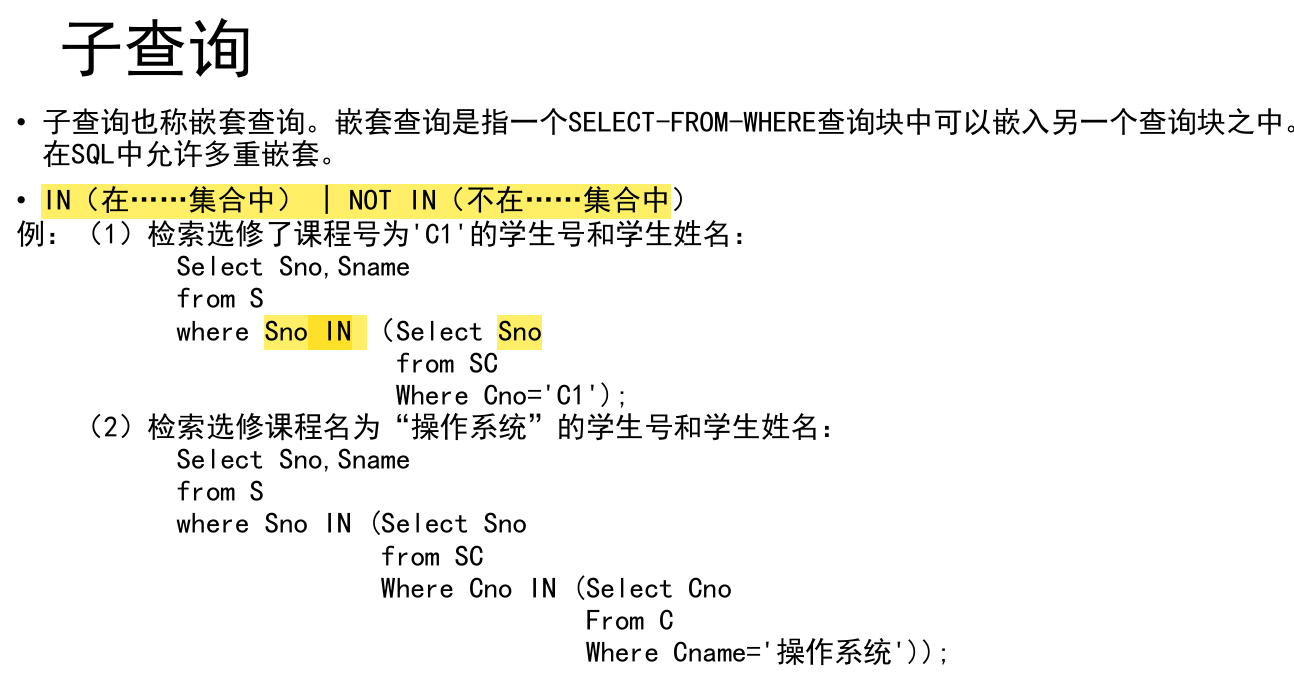 子查询
• 子查询也称嵌套查询。嵌套查询是指一个SELECT-FROM-WHERE查询块中可以嵌入另一个查询块之中。
在SQL中允许多重嵌套。
• IN（在……集合中） | NOT IN（不在……集合中）
例：（1）检索选修了课程号为'C1'的学生号和学生姓名：
Select Sno,Sname
from S
where Sno IN （Select Sno
from SC
Where Cno='C1');
（2）检索选修课程名为“操作系统”的学生号和学生姓名：
Select Sno,Sname
from S
where Sno IN (Select Sno
from SC
Where Cno IN (Select Cno
From C
Where Cname='操作系统'));